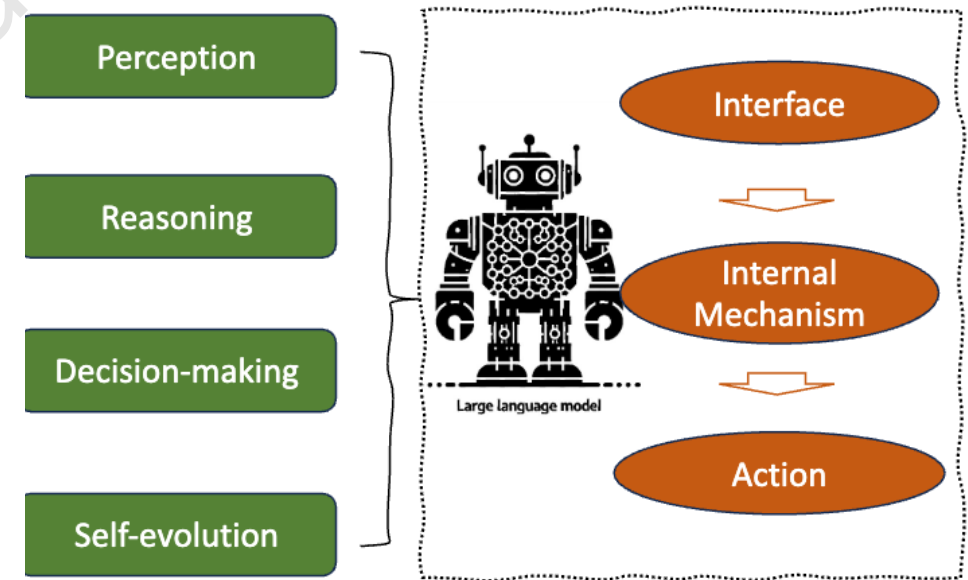 Perception
Reasoning
Decision-making
Self-evolution
Large language model
Interface
Internal
Mechanism
Action